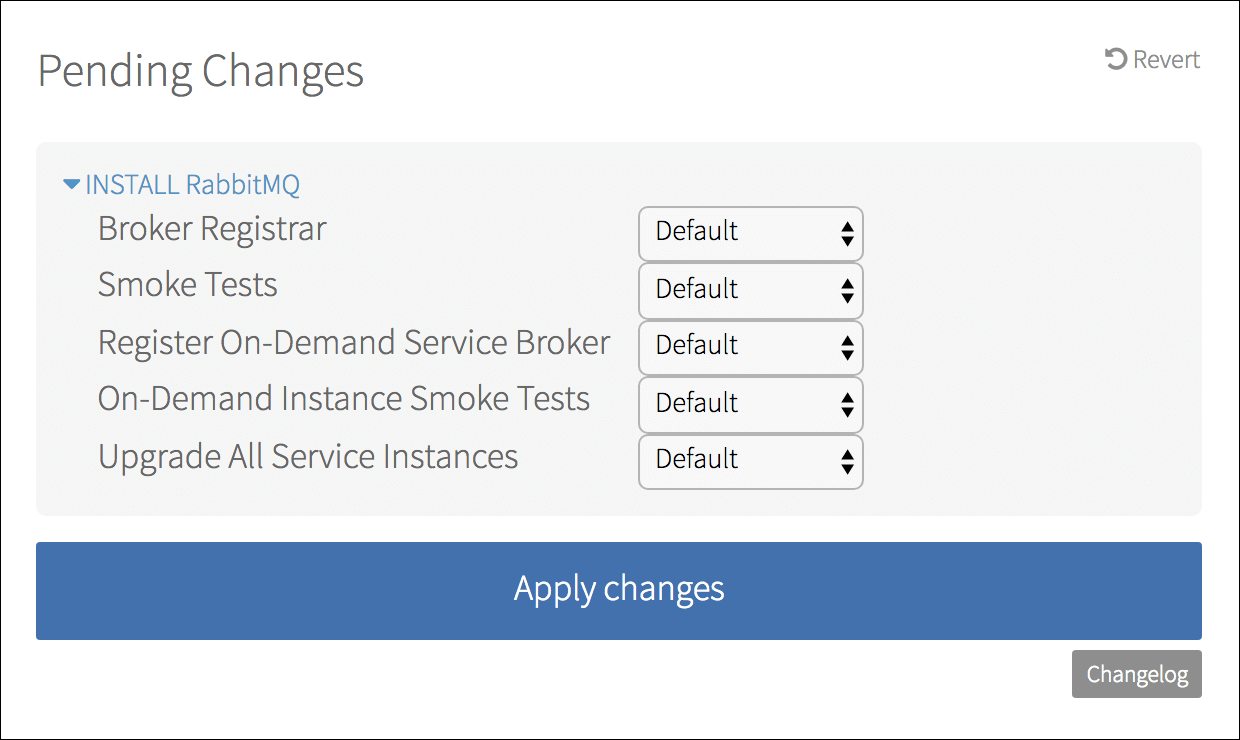 Pending Changes
Revert
INSTALL RabbitMQ
Broker Registrar Default
Smoke Tests Default
Register On-Demand Service Broker Default
On-Demand Instance Smoke Tests Default
Upgrade All Service Instances Default
Apply changes
Changelog